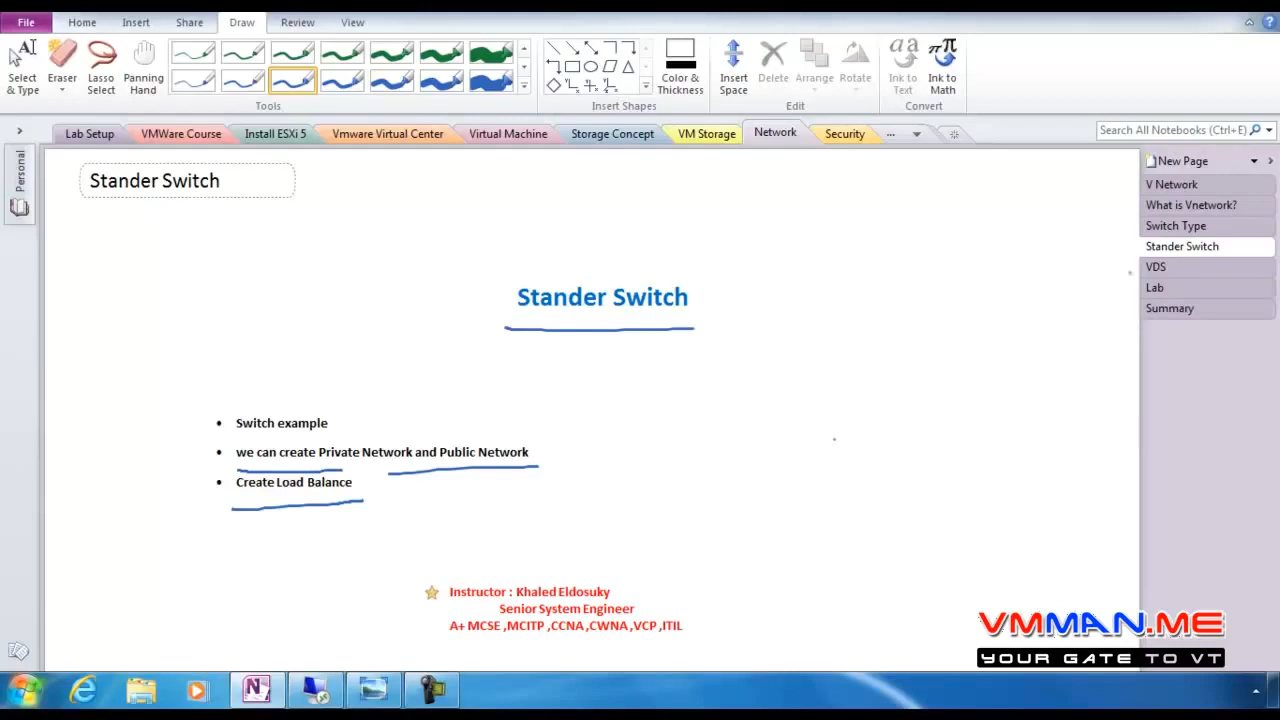 File Home Insert Share Draw Review View
Select & Type
Eraser
Lasso Select
Panning Hand
Tools
Insert Shapes
Color & Thickness
Insert Space
Delete
Arrange
Rotate
Edit
Ink to Text
Ink to Math
Convert
Lab Setup VMWare Course Install ESXi 5 Vmware Virtual Center Virtual Machine Storage Concept VM Storage Network Security ...
Search All Notebooks (Ctrl+E)
Personal
New Page
V Network
What is Vnetwork?
Switch Type
Stander Switch
VDS
Lab
Summary
Stander Switch
Stander Switch
• Switch example
• we can create Private Network and Public Network
• Create Load Balance
Instructor : Khaled Eldosuky
Senior System Engineer
A+ MCSE ,MCITP ,CCNA ,CWNA ,VCP ,ITIL
VMMAN.ME
YOUR GATE TO VT